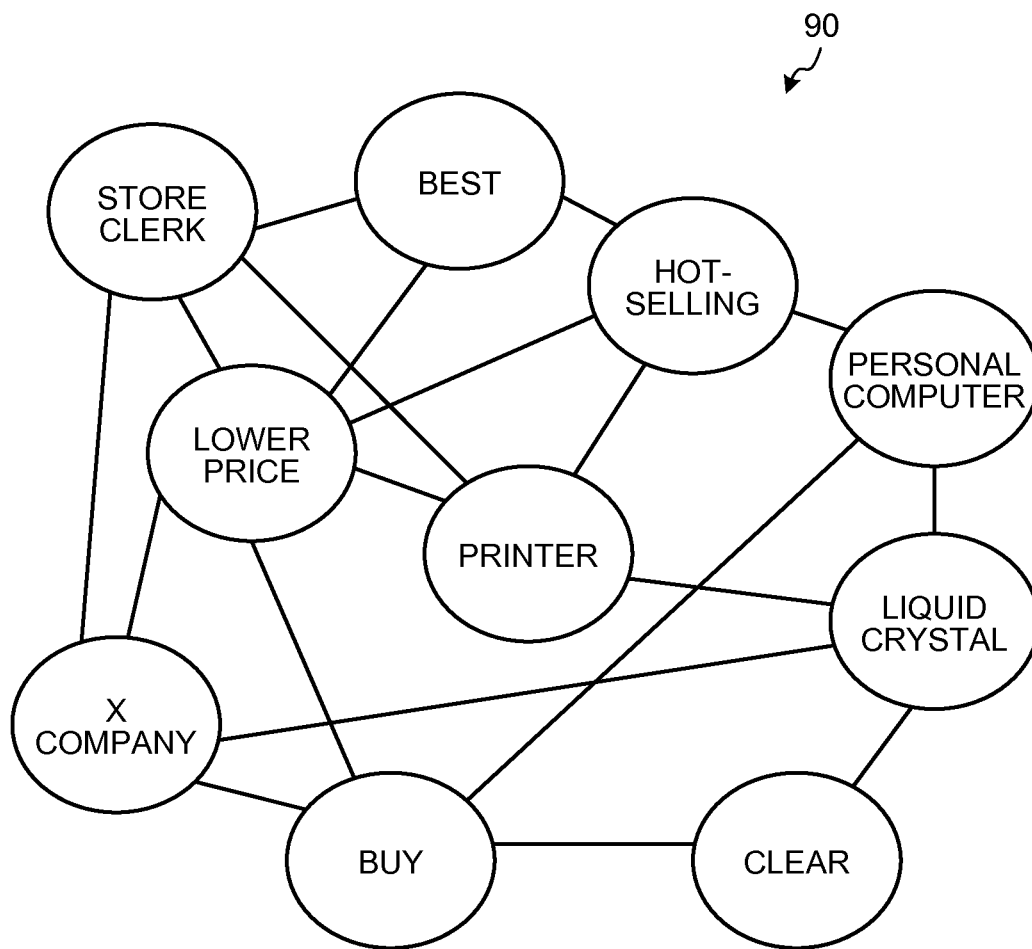 90
STORE
CLERK
BEST
HOT-
SELLING
PERSONAL
COMPUTER
LOWER
PRICE
PRINTER
LIQUID
CRYSTAL
X
COMPANY
BUY
CLEAR